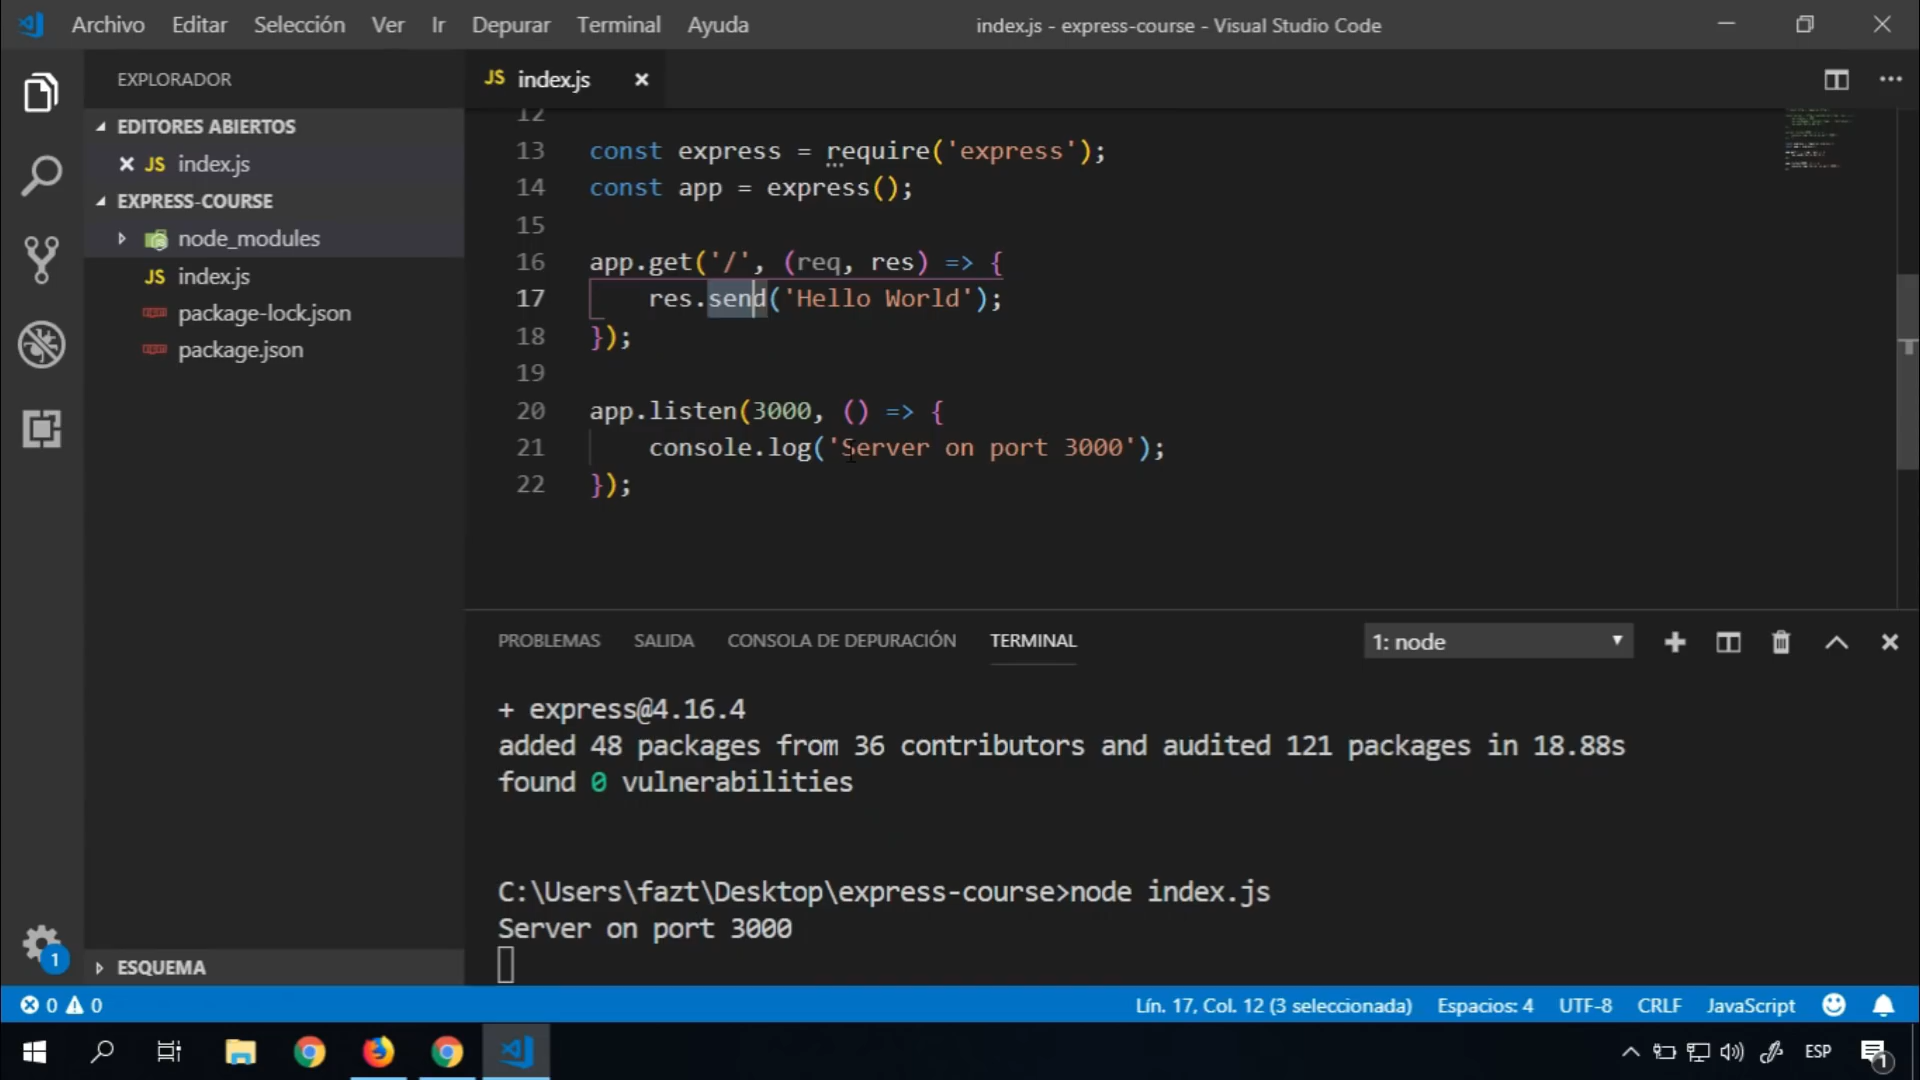 Archivo Editar Selección Ver Ir Depurar Terminal Ayuda index.js - express-course - Visual Studio Code
EXPLORADOR
EDITORES ABIERTOS
JS index.js
EXPRESS-COURSE
node_modules
JS index.js
package-lock.json
package.json
ESQUEMA
JS index.js
12
13 const express = require('express');
14 const app = express();
15
16 app.get('/', (req, res) => {
17 res.send('Hello World');
18 });
19
20 app.listen(3000, () => {
21 console.log('Server on port 3000');
22 });
PROBLEMAS SALIDA CONSOLA DE DEPURACIÓN TERMINAL 1: node
+ express@4.16.4
added 48 packages from 36 contributors and audited 121 packages in 18.88s
found 0 vulnerabilities
C:\Users\fazt\Desktop\express-course>node index.js
Server on port 3000
1
0 0 Lín. 17, Col. 12 (3 seleccionada) Espacios: 4 UTF-8 CRLF JavaScript
ESP 1